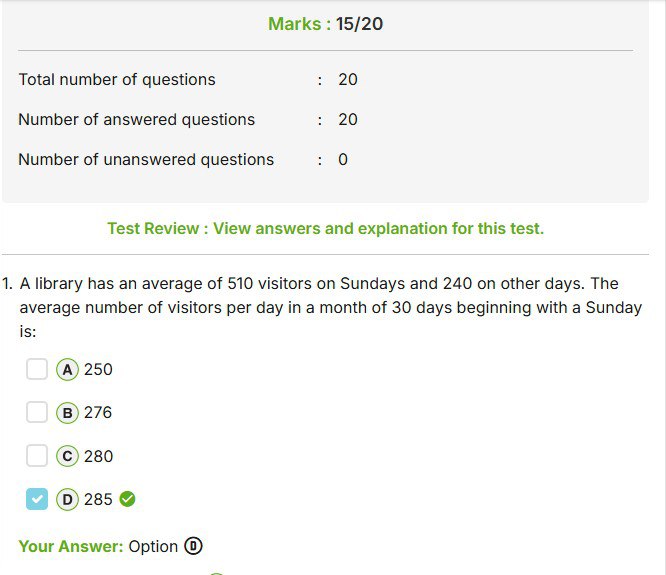 Marks : 15/20
Total number of questions : 20
Number of answered questions : 20
Number of unanswered questions : 0
Test Review : View answers and explanation for this test.
1. A library has an average of 510 visitors on Sundays and 240 on other days. The
average number of visitors per day in a month of 30 days beginning with a Sunday
is:
A 250
B 276
C 280
D 285
Your Answer: Option D